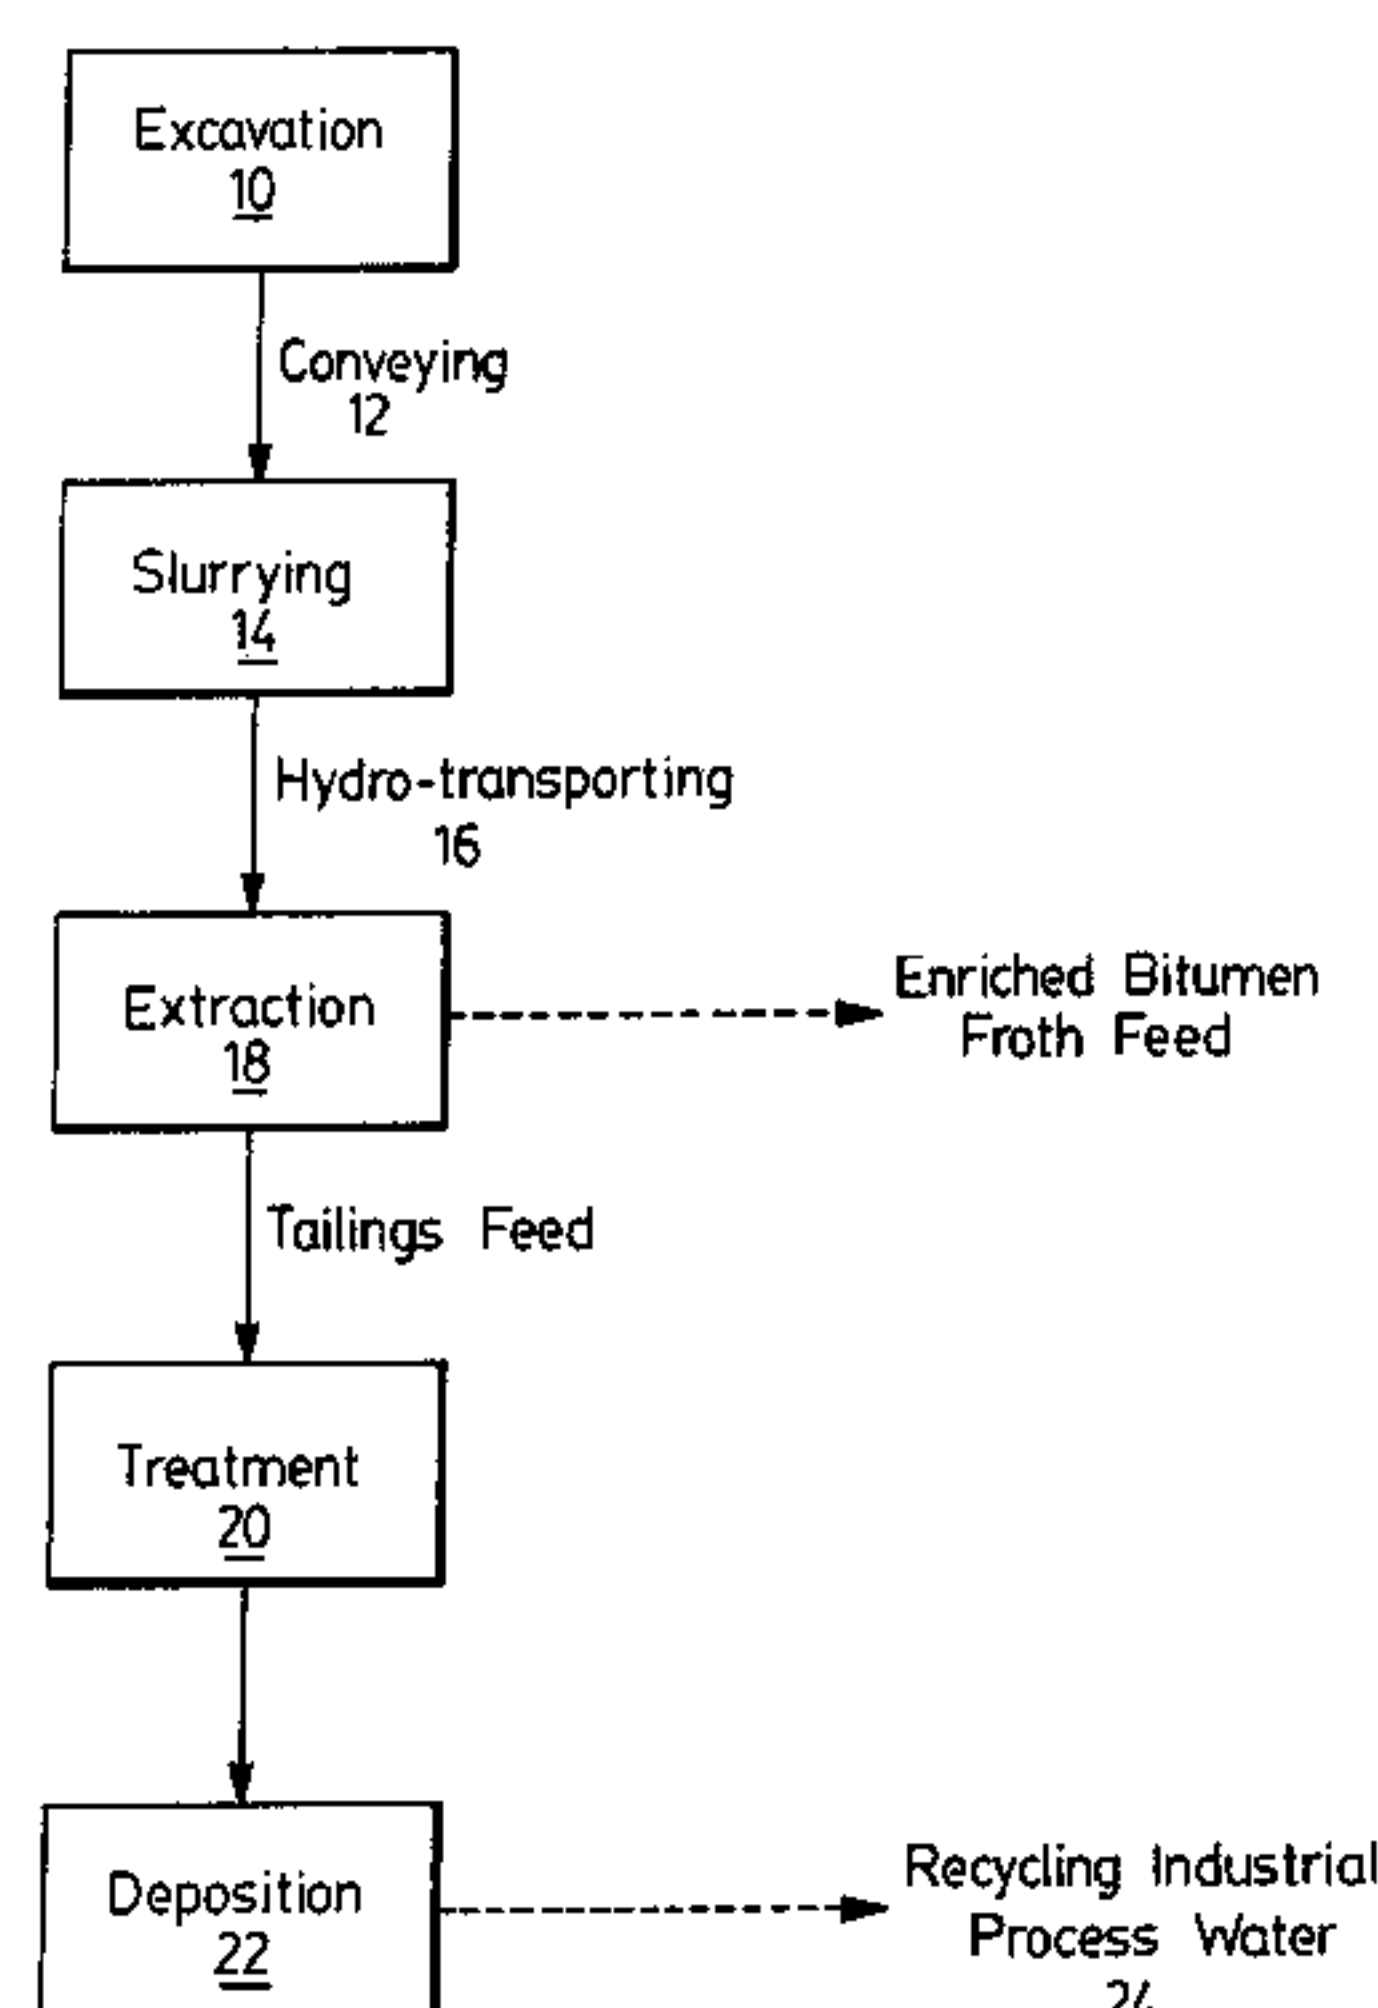 Excavation
10
Conveying
12
Slurrying
14
Hydro-transporting
16
Extraction
18
Enriched Bitumen
Froth Feed
Tailings Feed
Treatment
20
Deposition
22
Recycling Industrial
Process Water
24